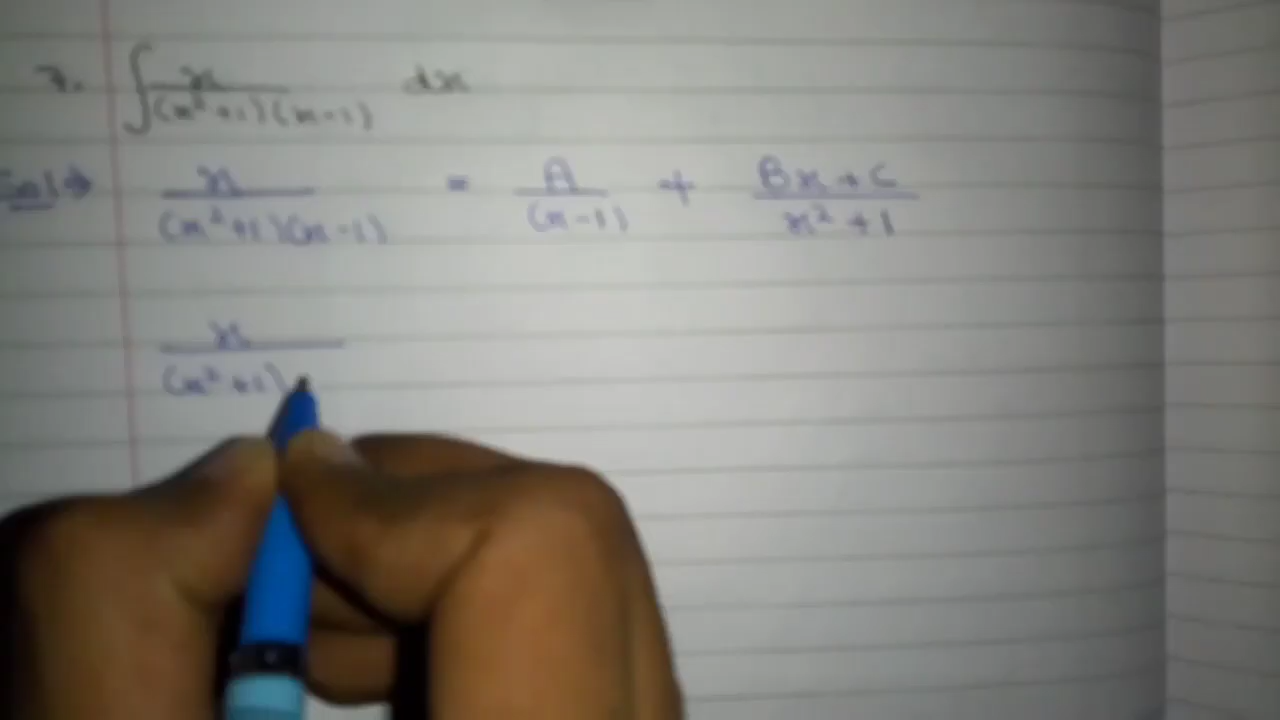 7. ∫ x/(x²+1)(x-1) dx
Sol⇒ x/(x²+1)(x-1) = A/(x-1) + Bx+C/x²+1
x/(x²+1)